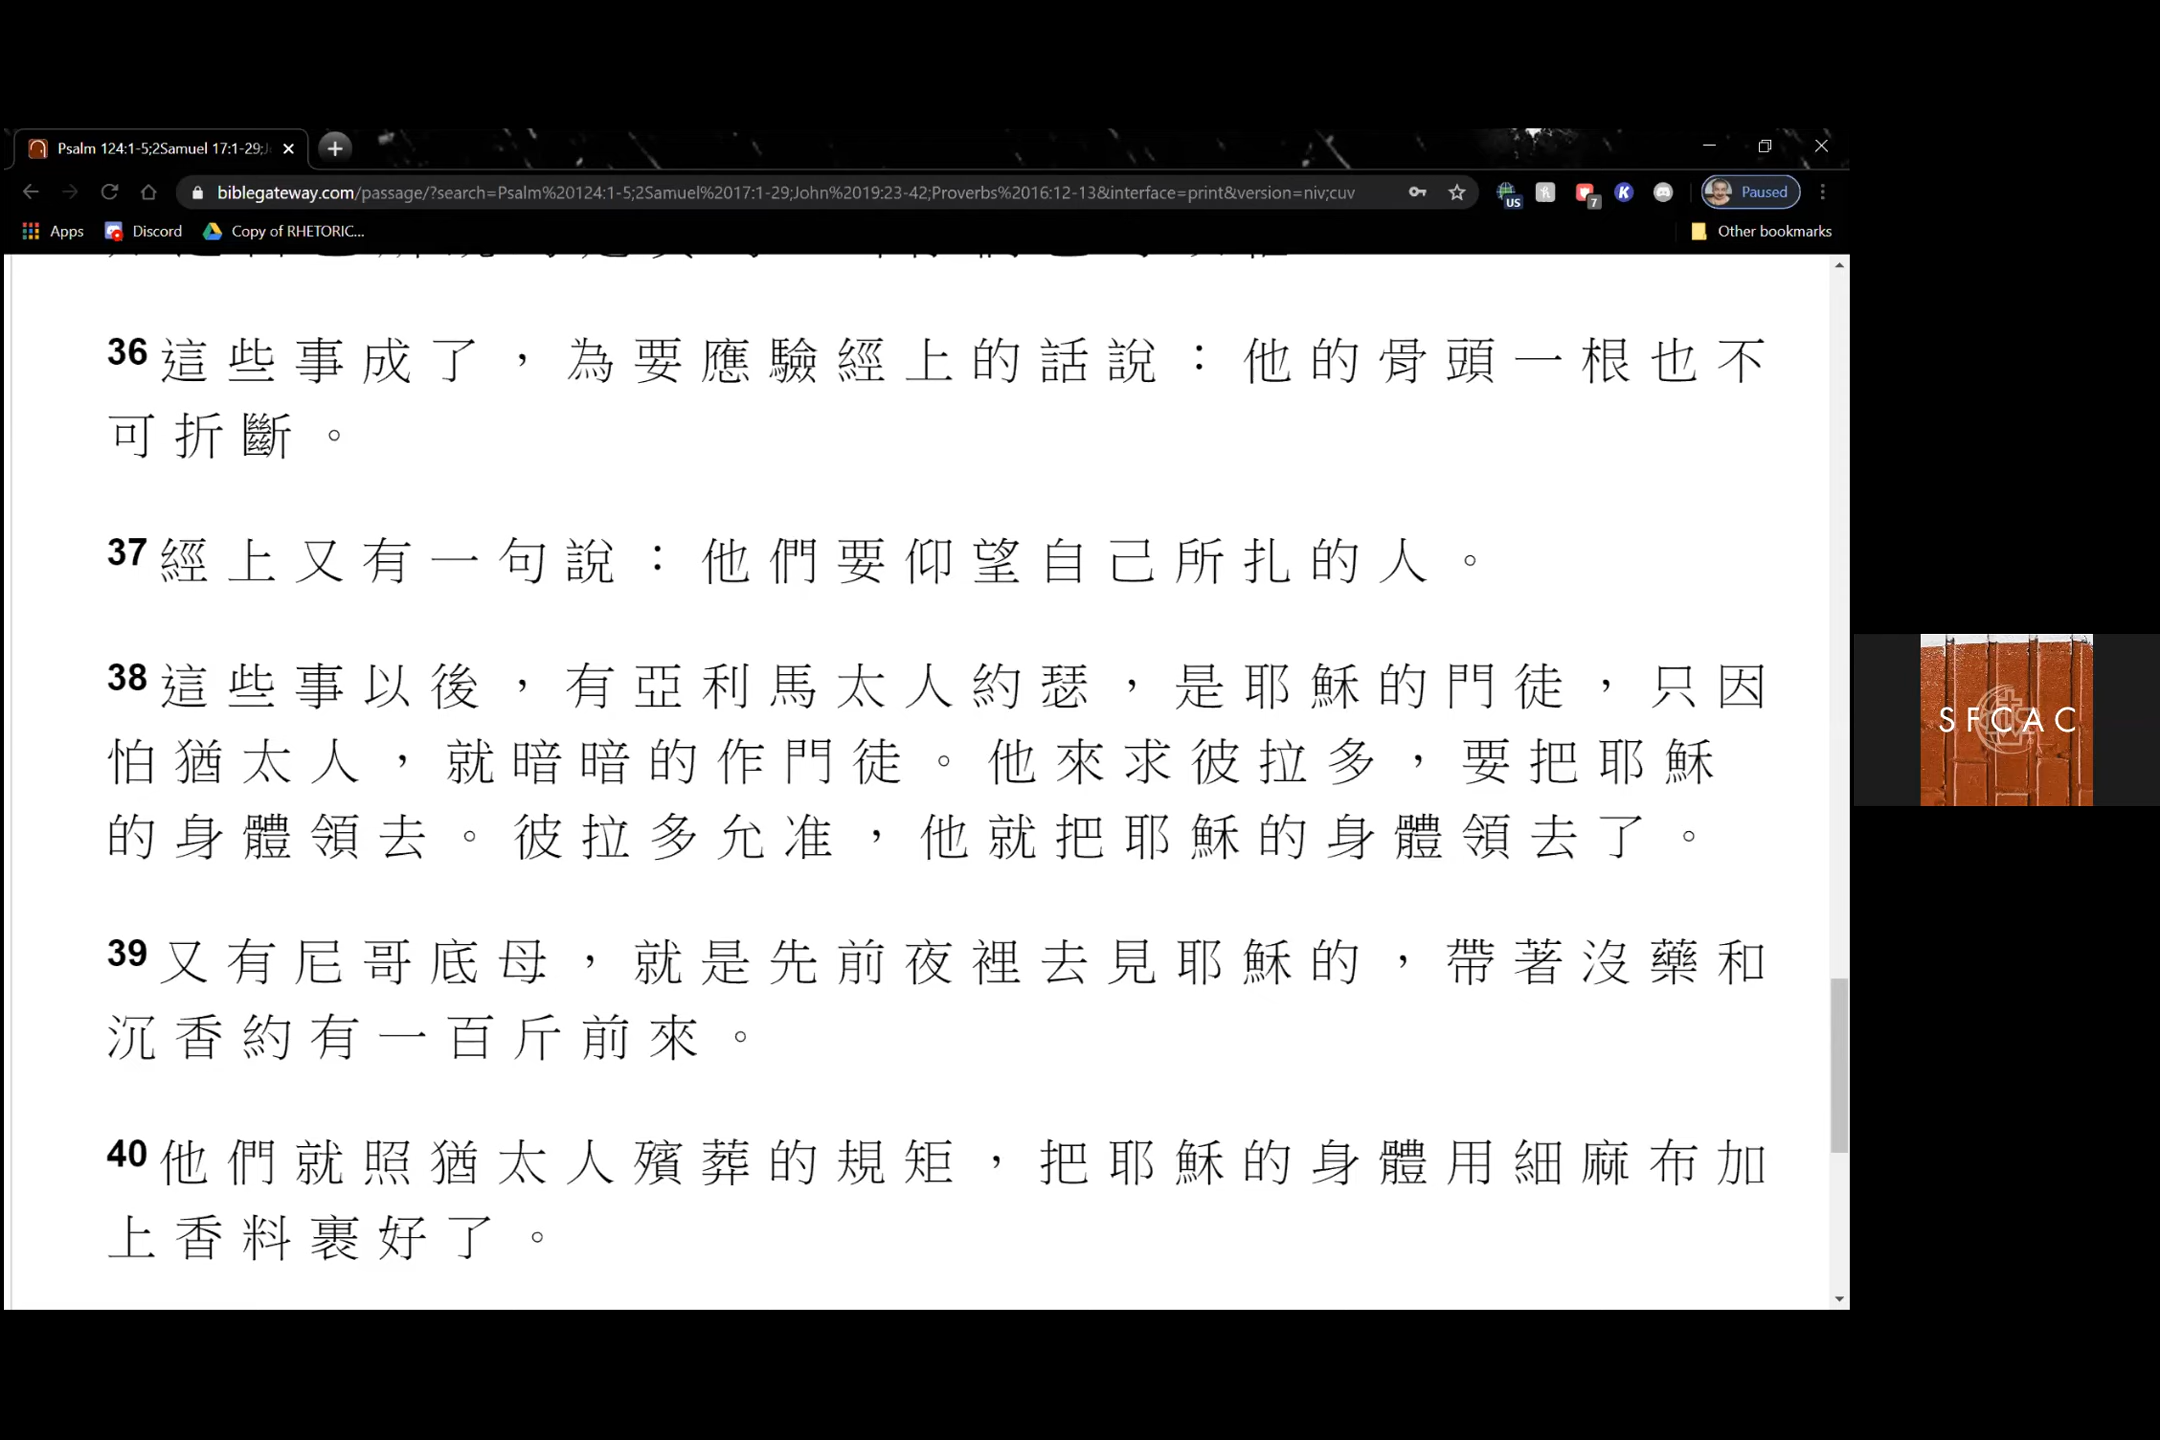 Psalm 124:1-5;2Samuel 17:1-29;J
biblegateway.com/passage/?search=Psalm%20124:1-5;2Samuel%2017:1-29;John%2019:23-42;Proverbs%2016:12-13&interface=print&version=niv;cuv
US
7
K
Paused
Apps
Discord
Copy of RHETORIC...
Other bookmarks
36 這些事成了，為要應驗經上的話說：他的骨頭一根也不
可折斷。
37 經上又有一句說：他們要仰望自己所扎的人。
38 這些事以後，有亞利馬太人約瑟，是耶穌的門徒，只因
怕猶太人，就暗暗的作門徒。他來求彼拉多，要把耶穌
的身體領去。彼拉多允准，他就把耶穌的身體領去了。
39 又有尼哥底母，就是先前夜裡去見耶穌的，帶著沒藥和
沉香約有一百斤前來。
40 他們就照猶太人殯葬的規矩，把耶穌的身體用細麻布加
上香料裹好了。
SFCAC